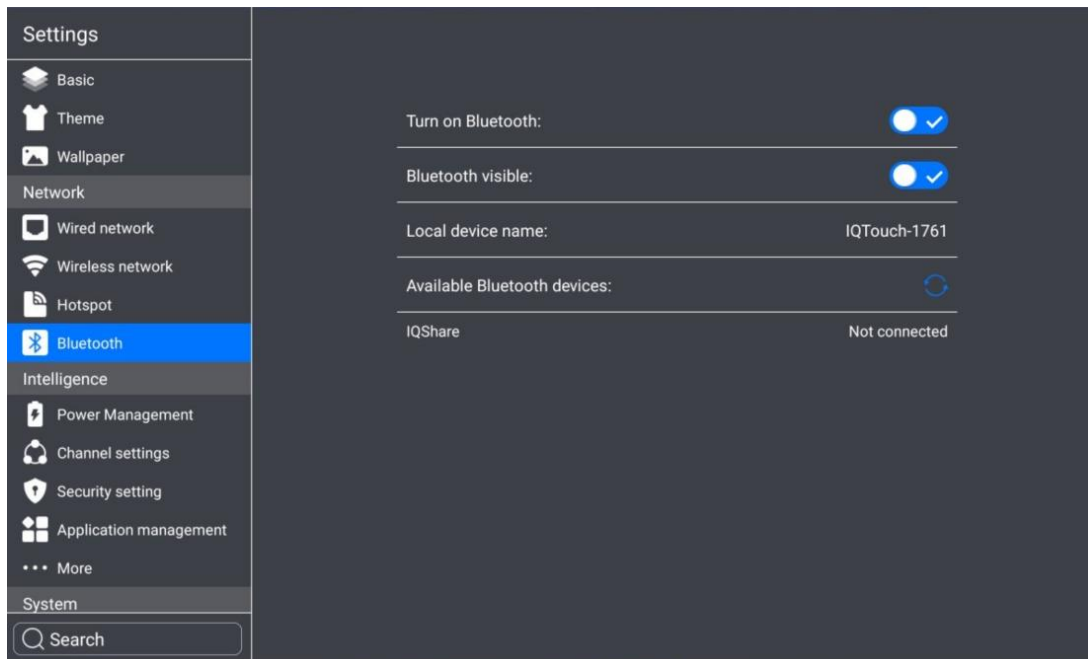 Settings
Basic
Theme
Wallpaper
Network
Wired network
Wireless network
Hotspot
Bluetooth
Intelligence
Power Management
Channel settings
Security setting
Application management
More
System
Search
Turn on Bluetooth:
Bluetooth visible:
Local device name: IQTouch-1761
Available Bluetooth devices:
IQShare Not connected